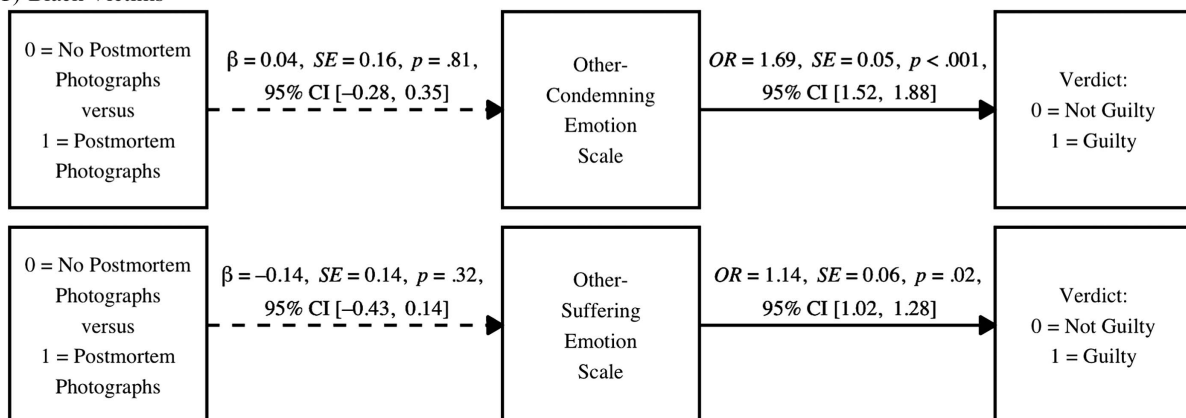 0 = No Postmortem
Photographs
versus
1 = Postmortem
Photographs
β = 0.04, SE = 0.16, p = .81,
95% CI [–0.28, 0.35]
Other-
Condemning
Emotion
Scale
OR = 1.69, SE = 0.05, p < .001,
95% CI [1.52, 1.88]
Verdict:
0 = Not Guilty
1 = Guilty
0 = No Postmortem
Photographs
versus
1 = Postmortem
Photographs
β = –0.14, SE = 0.14, p = .32,
95% CI [–0.43, 0.14]
Other-
Suffering
Emotion
Scale
OR = 1.14, SE = 0.06, p = .02,
95% CI [1.02, 1.28]
Verdict:
0 = Not Guilty
1 = Guilty